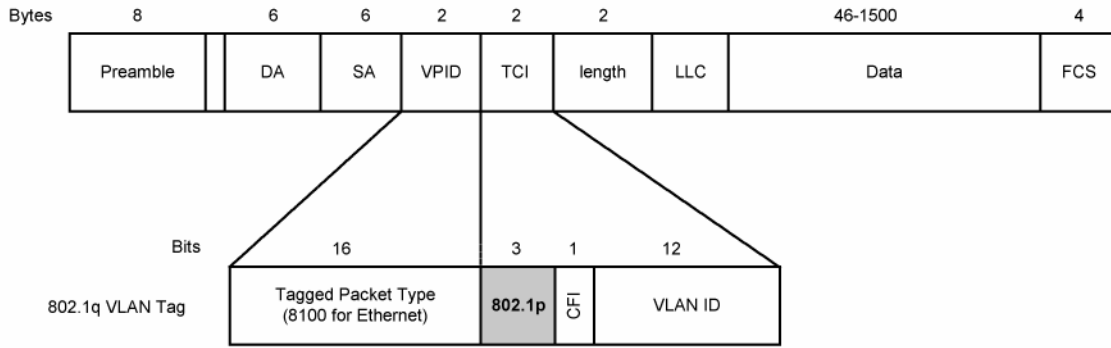 Bytes 8 6 6 2 2 2 46-1500 4
Preamble DA SA VPID TCI length LLC Data FCS
Bits 16 3 1 12
802.1q VLAN Tag
Tagged Packet Type
(8100 for Ethernet)
802.1p
CFI
VLAN ID